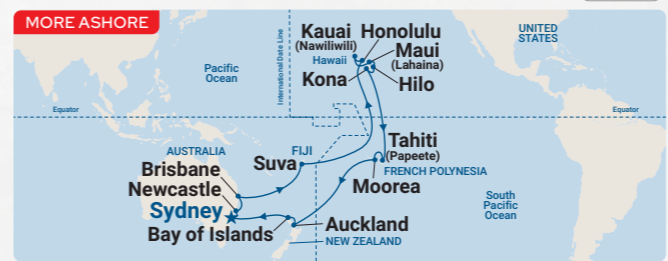 MORE ASHORE
Kauai
(Nawiliwili)
Honolulu
Maui
(Lahaina)
Hawaii
Kona
Hilo
UNITED
STATES
Pacific
Ocean
International Date Line
Equator
Equator
Tahiti
(Papeete)
FRENCH POLYNESIA
Moorea
AUSTRALIA
FIJI
Suva
Brisbane
Newcastle
Sydney
Bay of Islands
Auckland
NEW ZEALAND
South
Pacific
Ocean